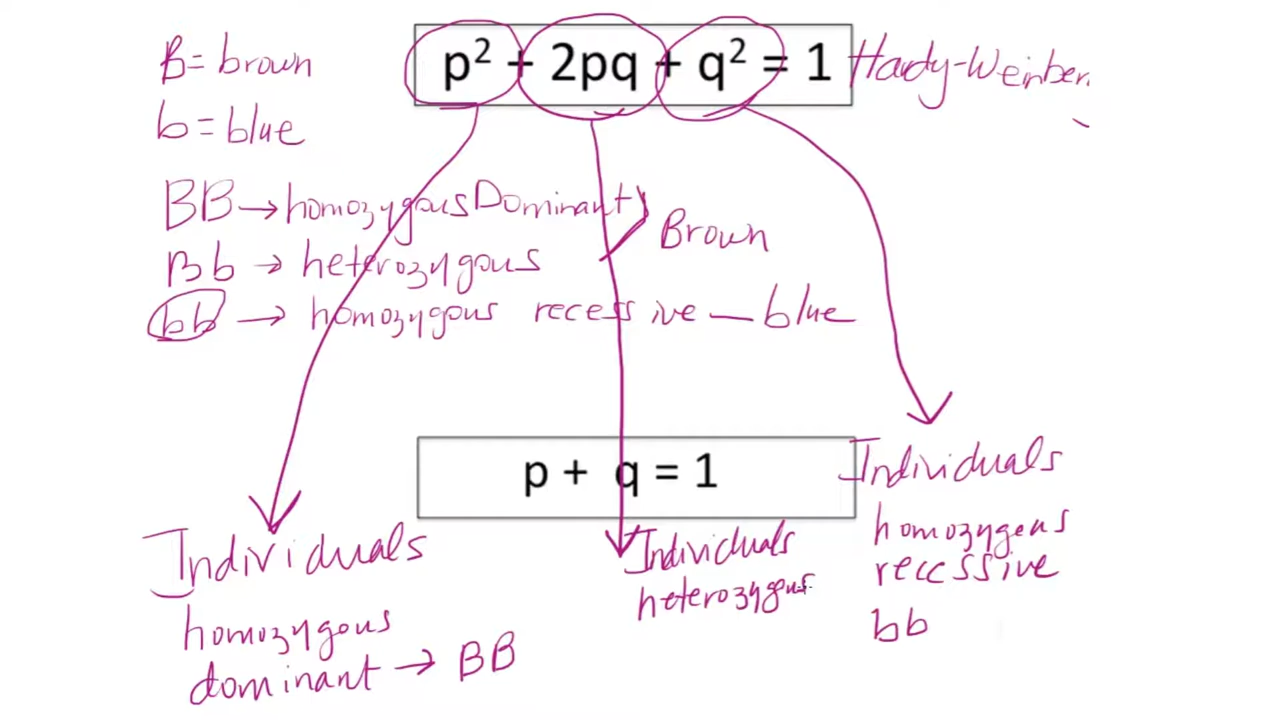 B = brown
p² + 2pq + q² = 1
Hardy-Weinber
b = blue
BB → homozygous Dominant
Brown
Bb → heterozygous
bb → homozygous recessive — blue
p + q = 1
Individuals
homozygous
recessive
bb
Individuals
heterozygous
Individuals
homozygous
dominant → BB